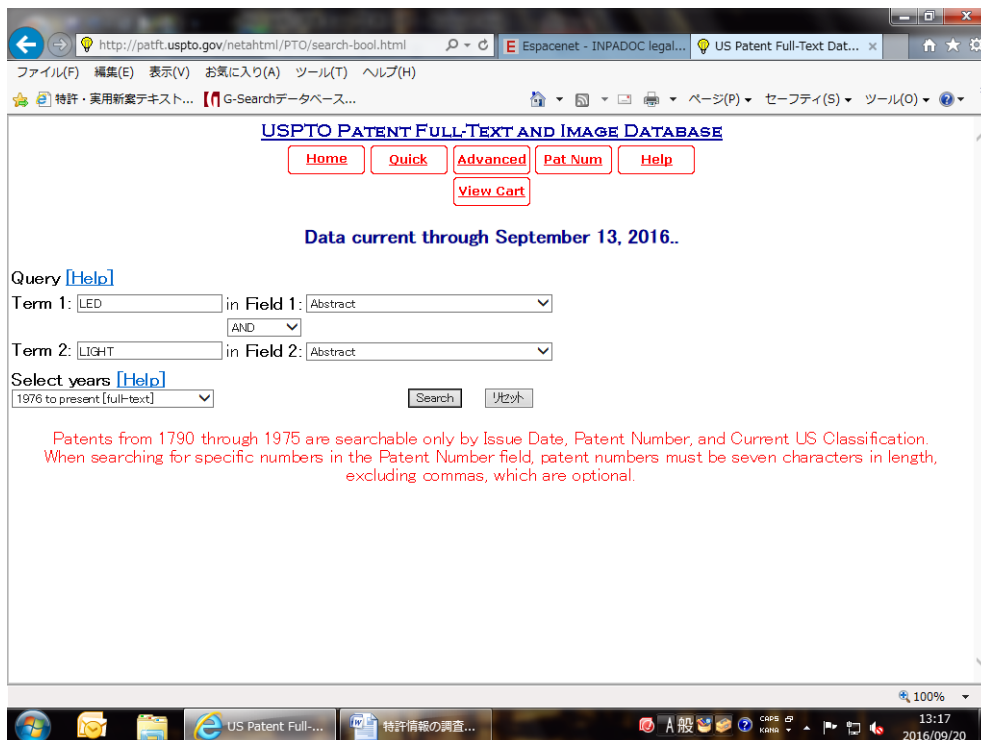 http://patft.uspto.gov/netahtml/PTO/search-bool.html
Espacenet - INPADOC legal...
US Patent Full-Text Dat...
ファイル(F) 編集(E) 表示(V) お気に入り(A) ツール(T) ヘルプ(H)
特許・実用新案テキスト... G-Searchデータベース... ページ(P) セーフティ(S) ツール(O)
USPTO PATENT FULL-TEXT AND IMAGE DATABASE
Home Quick Advanced Pat Num Help
View Cart
Data current through September 13, 2016..
Query [Help]
Term 1: LED in Field 1: Abstract
AND
Term 2: LIGHT in Field 2: Abstract
Select years [Help]
1976 to present [full-text] Search リセット
Patents from 1790 through 1975 are searchable only by Issue Date, Patent Number, and Current US Classification.
When searching for specific numbers in the Patent Number field, patent numbers must be seven characters in length,
excluding commas, which are optional.
100%
US Patent Full-... 特許情報の調査... A 般 CAPS KANA 13:17
2016/09/20